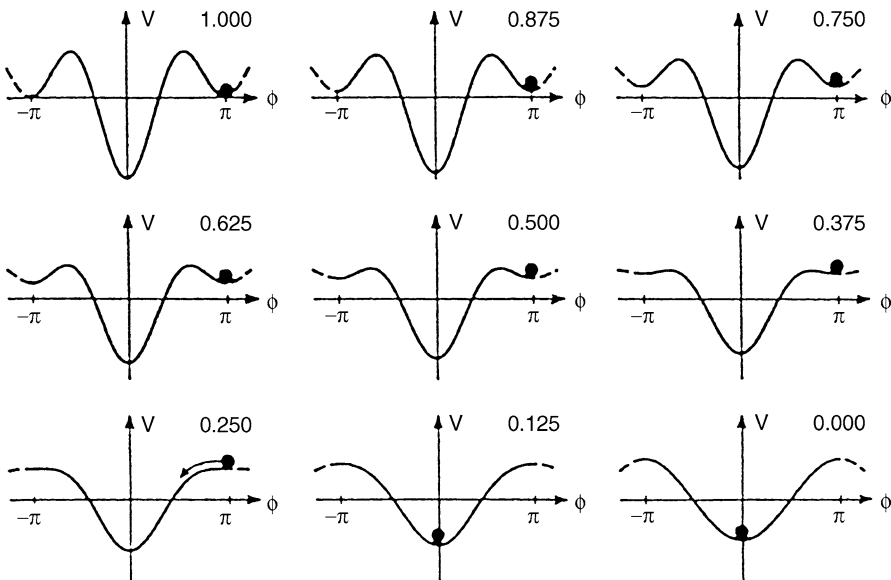 V 1.000
ϕ
−π π
V 0.875
ϕ
−π π
V 0.750
ϕ
−π π
V 0.625
ϕ
−π π
V 0.500
ϕ
−π π
V 0.375
ϕ
−π π
V 0.250
ϕ
−π π
V 0.125
ϕ
−π π
V 0.000
ϕ
−π π